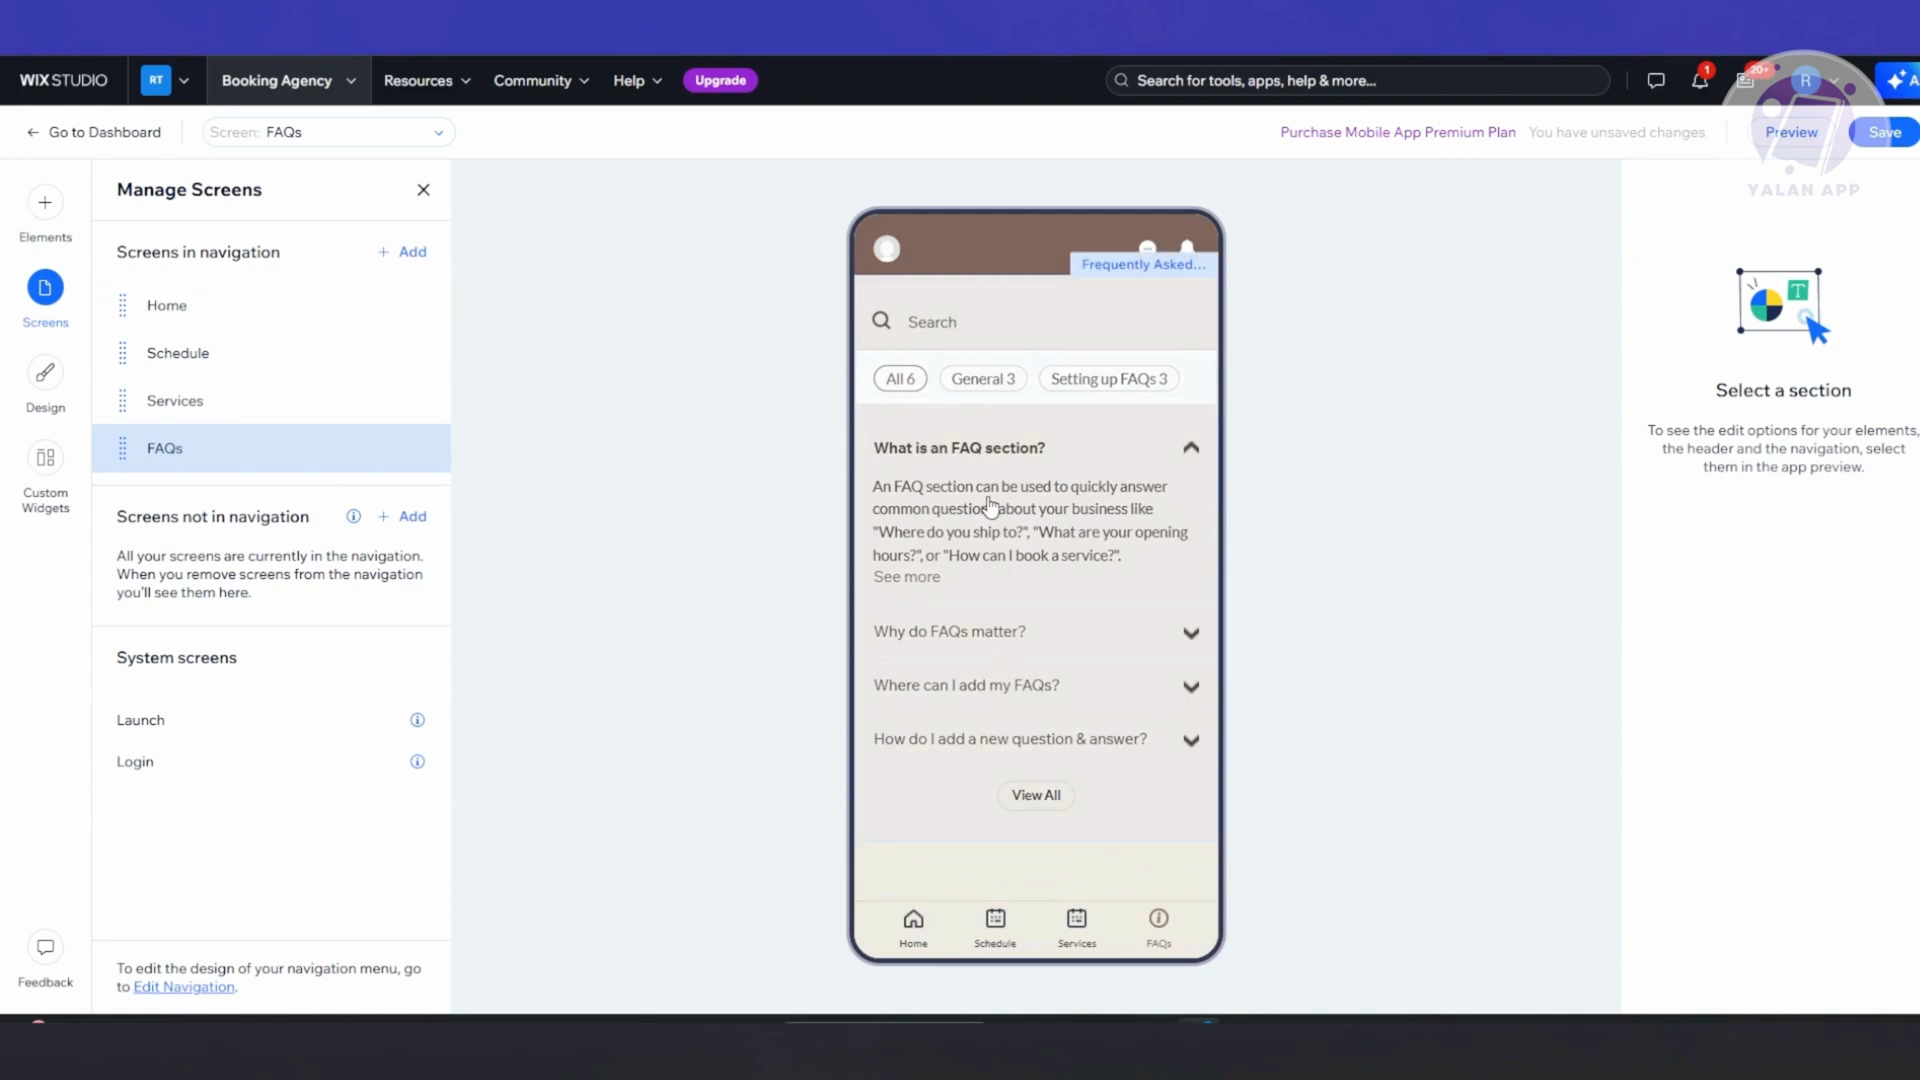 WIX STUDIO
RT
Booking Agency
Resources
Community
Help
Upgrade
Search for tools, apps, help & more...
1
20+
R
A
Go to Dashboard
Screen: FAQs
Purchase Mobile App Premium Plan
You have unsaved changes
Preview
Save
YALAN APP
Elements
Screens
Design
Custom
Widgets
Feedback
Manage Screens
Screens in navigation
+ Add
Home
Schedule
Services
FAQs
Screens not in navigation
+ Add
All your screens are currently in the navigation.
When you remove screens from the navigation
you'll see them here.
System screens
Launch
Login
To edit the design of your navigation menu, go
to Edit Navigation.
Frequently Asked...
Search
All 6
General 3
Setting up FAQs 3
What is an FAQ section?
An FAQ section can be used to quickly answer
common questions about your business like
"Where do you ship to?", "What are your opening
hours?", or "How can I book a service?".
See more
Why do FAQs matter?
Where can I add my FAQs?
How do I add a new question & answer?
View All
Home
Schedule
Services
FAQs
T
Select a section
To see the edit options for your elements,
the header and the navigation, select
them in the app preview.